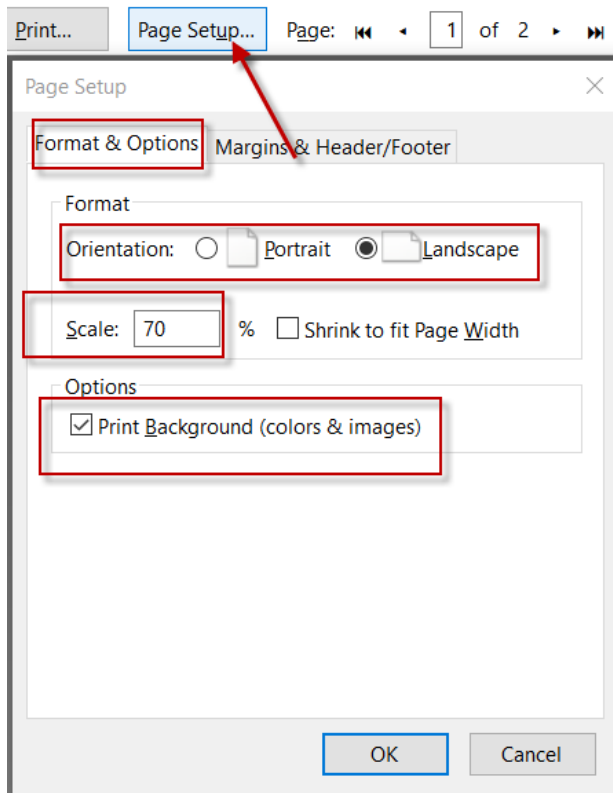 Print... Page Setup... Page: 1 of 2
Page Setup
Format & Options Margins & Header/Footer
Format
Orientation: Portrait Landscape
Scale: 70 % Shrink to fit Page Width
Options
Print Background (colors & images)
OK Cancel